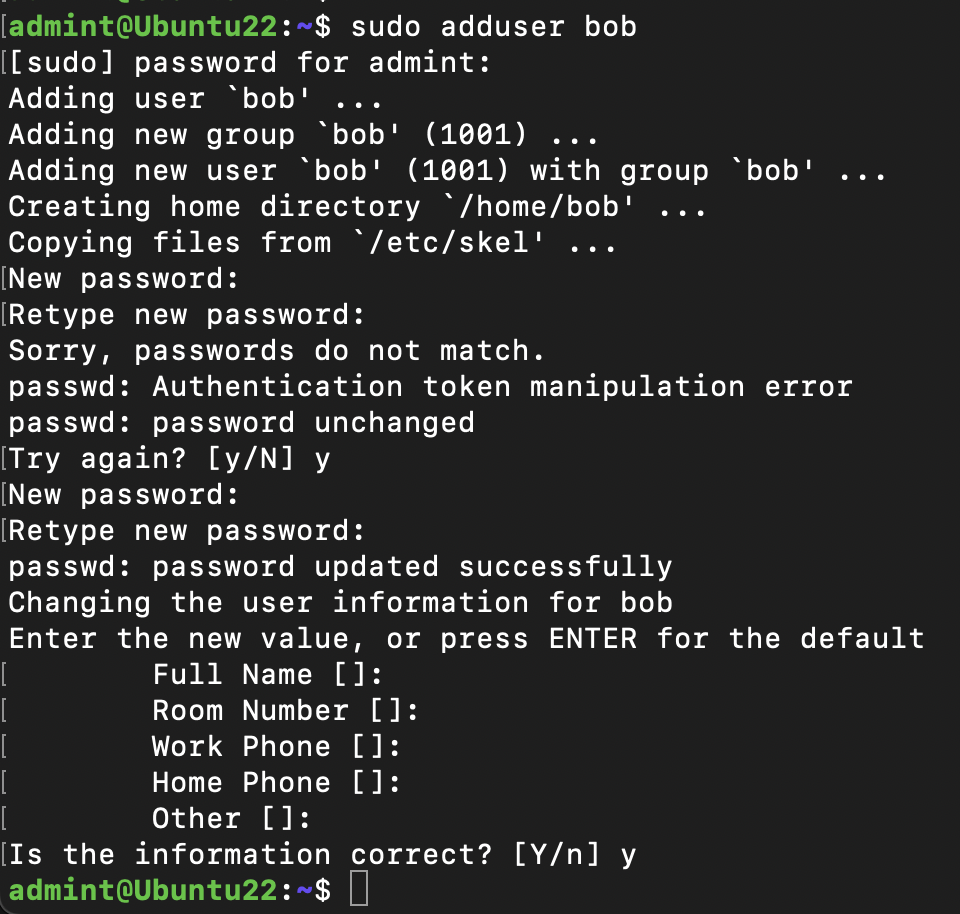 [admint@Ubuntu22:~$ sudo adduser bob
[[sudo] password for admint:
Adding user `bob' ...
Adding new group `bob' (1001) ...
Adding new user `bob' (1001) with group `bob' ...
Creating home directory `/home/bob' ...
Copying files from `/etc/skel' ...
[New password:
[Retype new password:
Sorry, passwords do not match.
passwd: Authentication token manipulation error
passwd: password unchanged
[Try again? [y/N] y
[New password:
[Retype new password:
passwd: password updated successfully
Changing the user information for bob
Enter the new value, or press ENTER for the default
[        Full Name []:
[        Room Number []:
[        Work Phone []:
[        Home Phone []:
[        Other []:
[Is the information correct? [Y/n] y
admint@Ubuntu22:~$